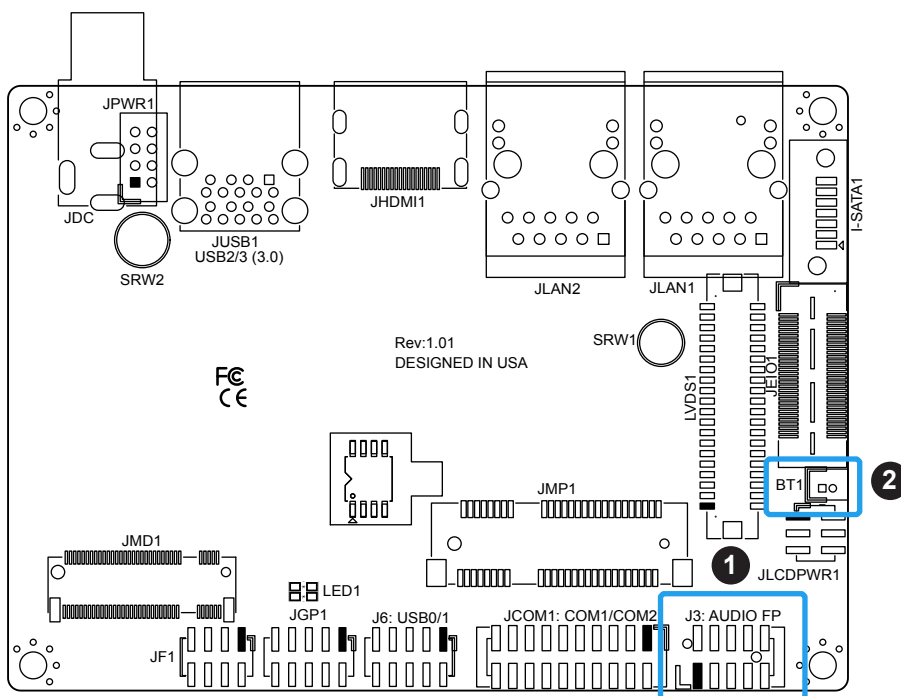 JPWR1
JDC
SRW2
JUSB1
USB2/3 (3.0)
JHDMI1
JLAN2
JLAN1
I-SATA1
SRW1
LVDS1
JEIO1
Rev:1.01
DESIGNED IN USA
FC
CE
BT1
2
JMP1
1
JLCDPWR1
JMD1
LED1
JGP1
J6: USB0/1
JCOM1: COM1/COM2
J3: AUDIO FP
JF1